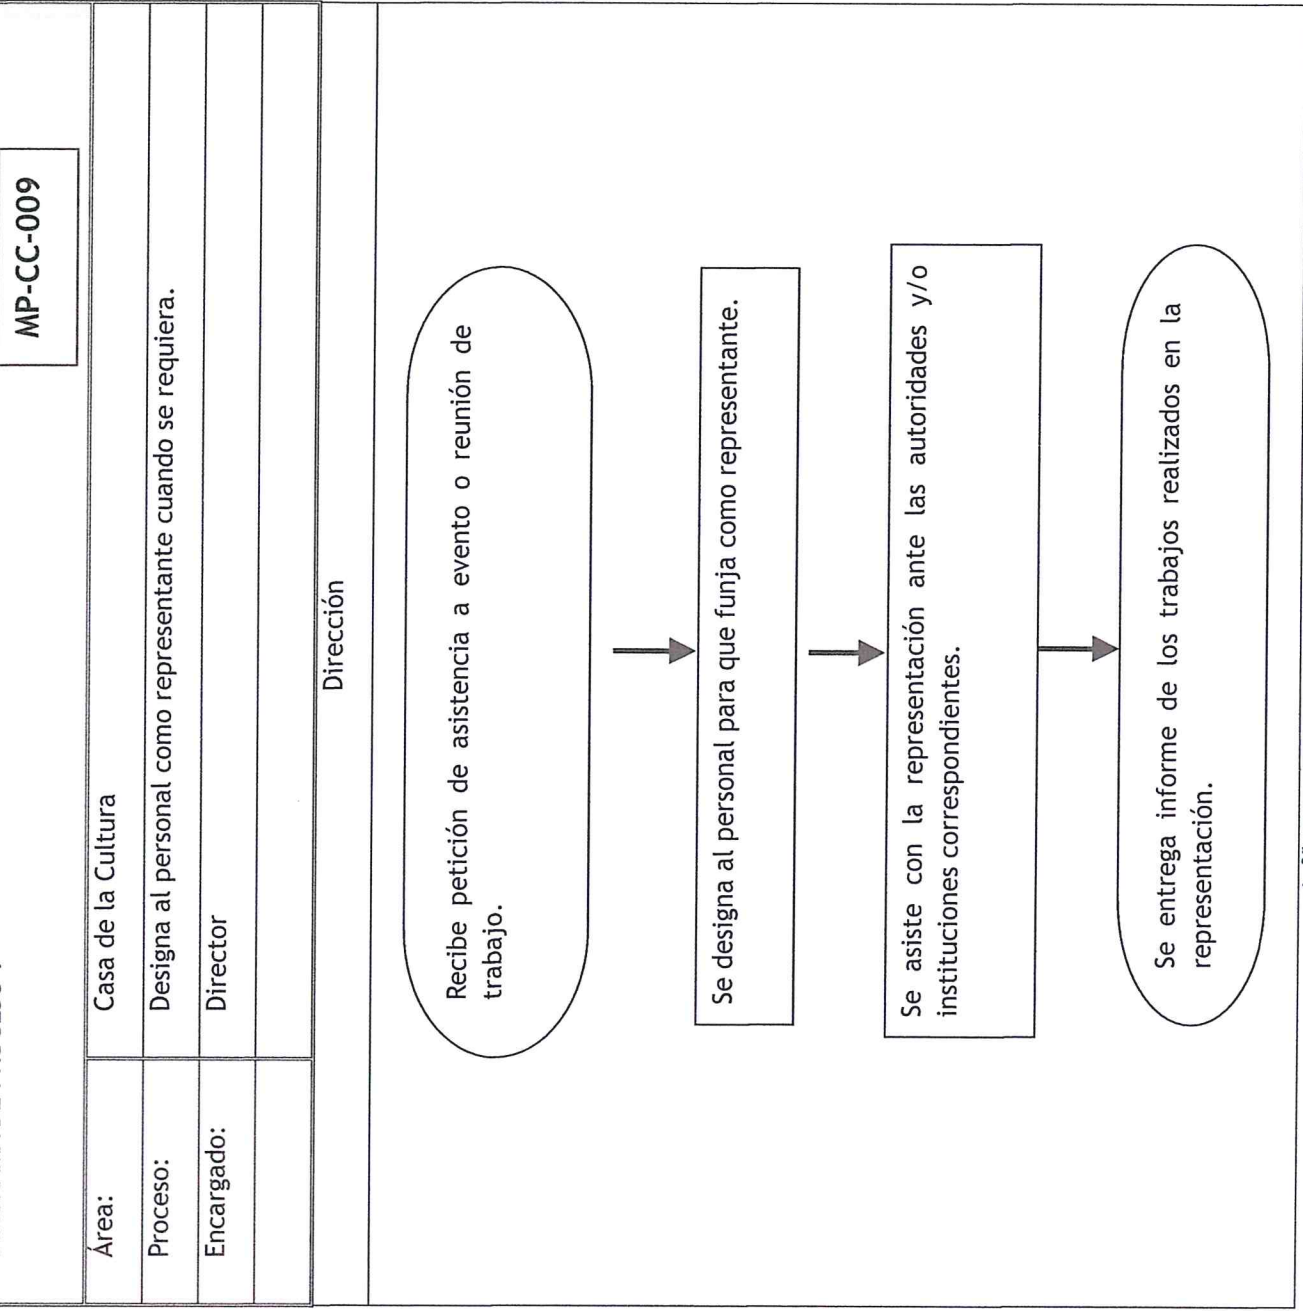 MP-CC-009
Área:
Casa de la Cultura
Proceso:
Designa al personal como representante cuando se requiera.
Encargado:
Director
Dirección
Recibe petición de asistencia a evento o reunión de
trabajo.
Se designa al personal para que funja como representante.
Se asiste con la representación ante las autoridades y/o
instituciones correspondientes.
Se entrega informe de los trabajos realizados en la
representación.